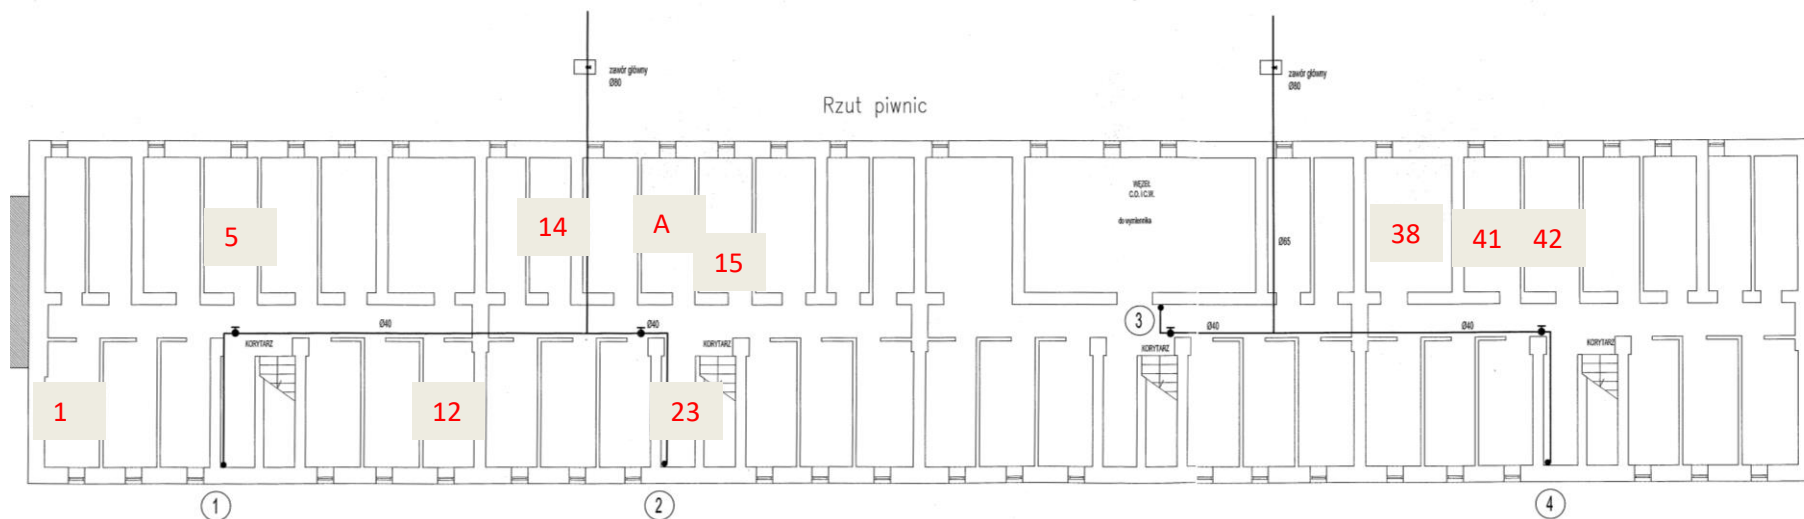 zawór główny
Ø80
zawór główny
Ø80
Rzut piwnic
WĘZEŁ
C.O. i C.W.
do wymiennika
5
14
A
15
Ø65
38
41
42
Ø40
Ø40
3
Ø40
Ø40
KORYTARZ
KORYTARZ
KORYTARZ
KORYTARZ
1
12
23
1
2
4